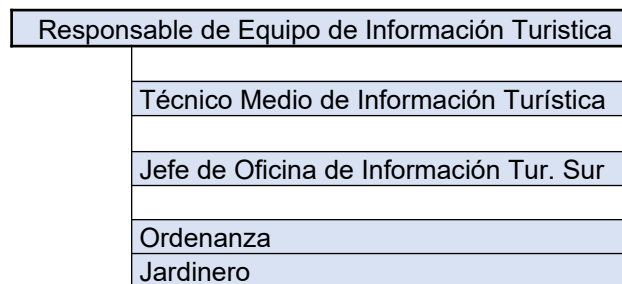 Responsable de Equipo de Información Turistica
Técnico Medio de Información Turística
Jefe de Oficina de Información Tur. Sur
Ordenanza
Jardinero